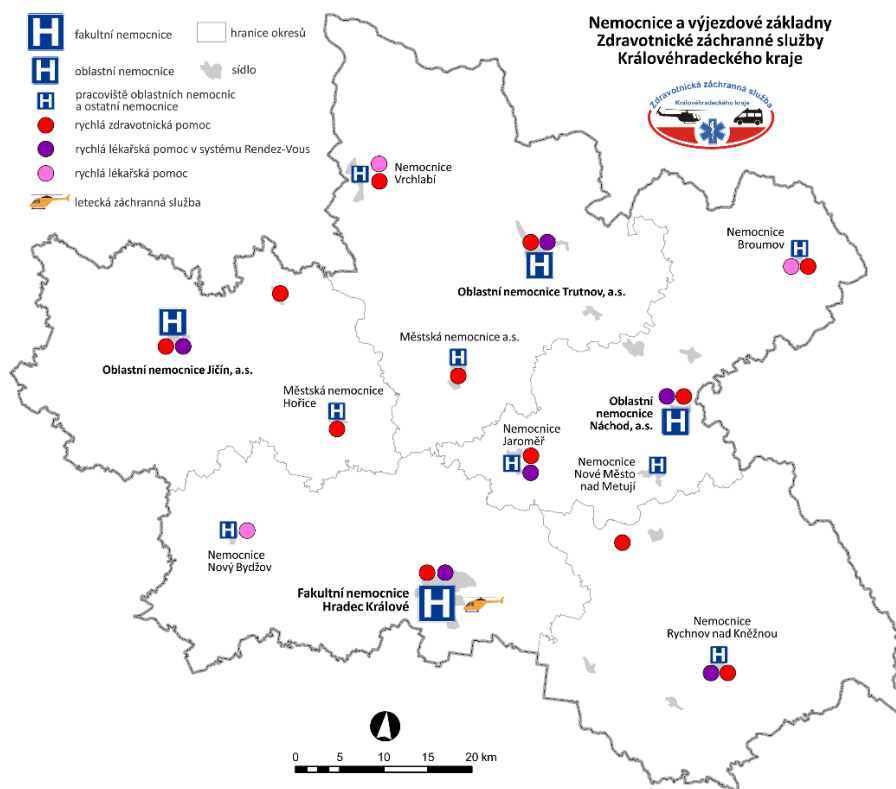 Nemocnice a výjezdové základny
Zdravotnické záchranné služby
Královéhradeckého kraje
Zdravotnická záchranná služba
Královéhradeckého kraje
fakultní nemocnice
hranice okresů
oblastní nemocnice
sídlo
pracoviště oblastních nemocnic
a ostatní nemocnice
rychlá zdravotnická pomoc
rychlá lékařská pomoc v systému Rendez-Vous
rychlá lékařská pomoc
letecká záchranná služba
Nemocnice
Vrchlabí
Nemocnice
Broumov
Oblastní nemocnice Trutnov, a.s.
Městská nemocnice a.s.
Oblastní nemocnice Jičín, a.s.
Městská nemocnice
Hořice
Oblastní
nemocnice
Náchod, a.s.
Nemocnice
Jaroměř
Nemocnice
Nové Město
nad Metují
Nemocnice
Nový Bydžov
Fakultní nemocnice
Hradec Králové
Nemocnice
Rychnov nad Kněžnou
0 5 10 20 km